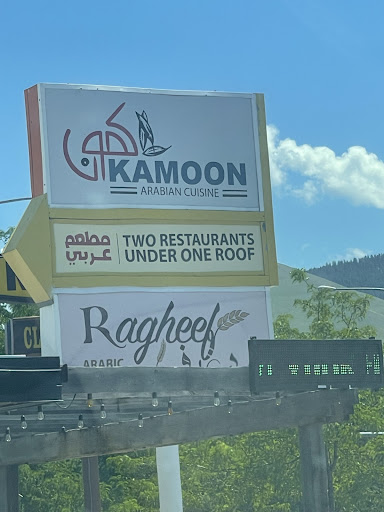 كمون
KAMOON
ARABIAN CUISINE
مطعم
عربي
TWO RESTAURANTS
UNDER ONE ROOF
Ragheef
ARABIC